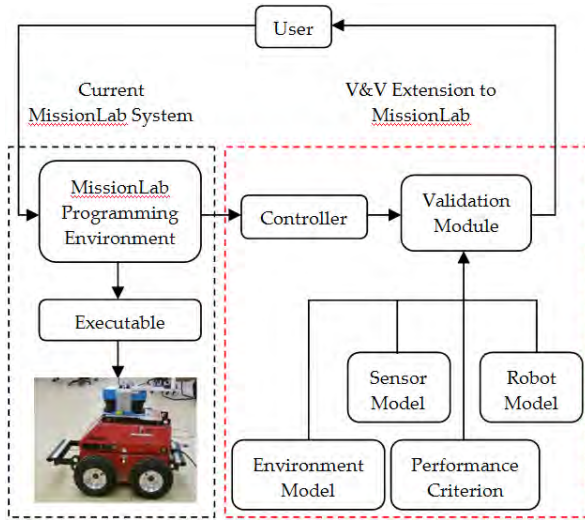 User
Current
MissionLab System
V&V Extension to
MissionLab
MissionLab
Programming
Environment
Controller
Validation
Module
Executable
Sensor
Model
Robot
Model
Environment
Model
Performance
Criterion